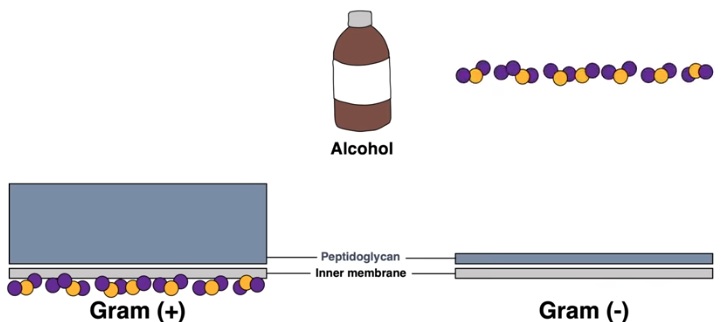 Alcohol
Peptidoglycan
Inner membrane
Gram (+)
Gram (-)